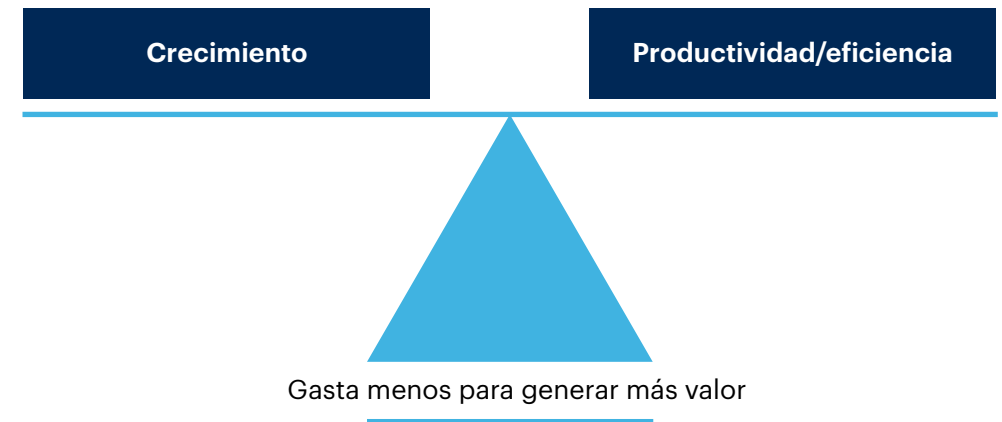 Crecimiento
Productividad/eficiencia
Gasta menos para generar más valor